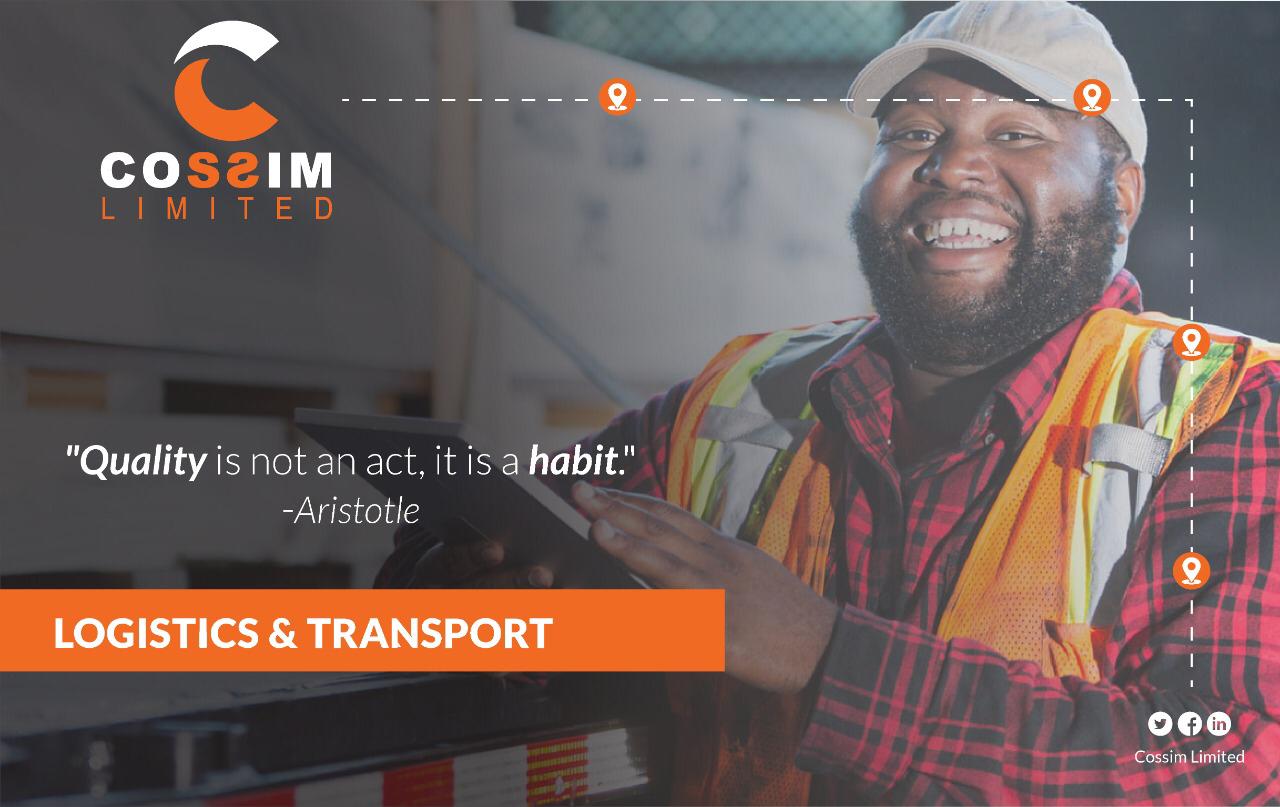 COSSIM
LIMITED
"Quality is not an act, it is a habit."
-Aristotle
LOGISTICS & TRANSPORT
Cossim Limited